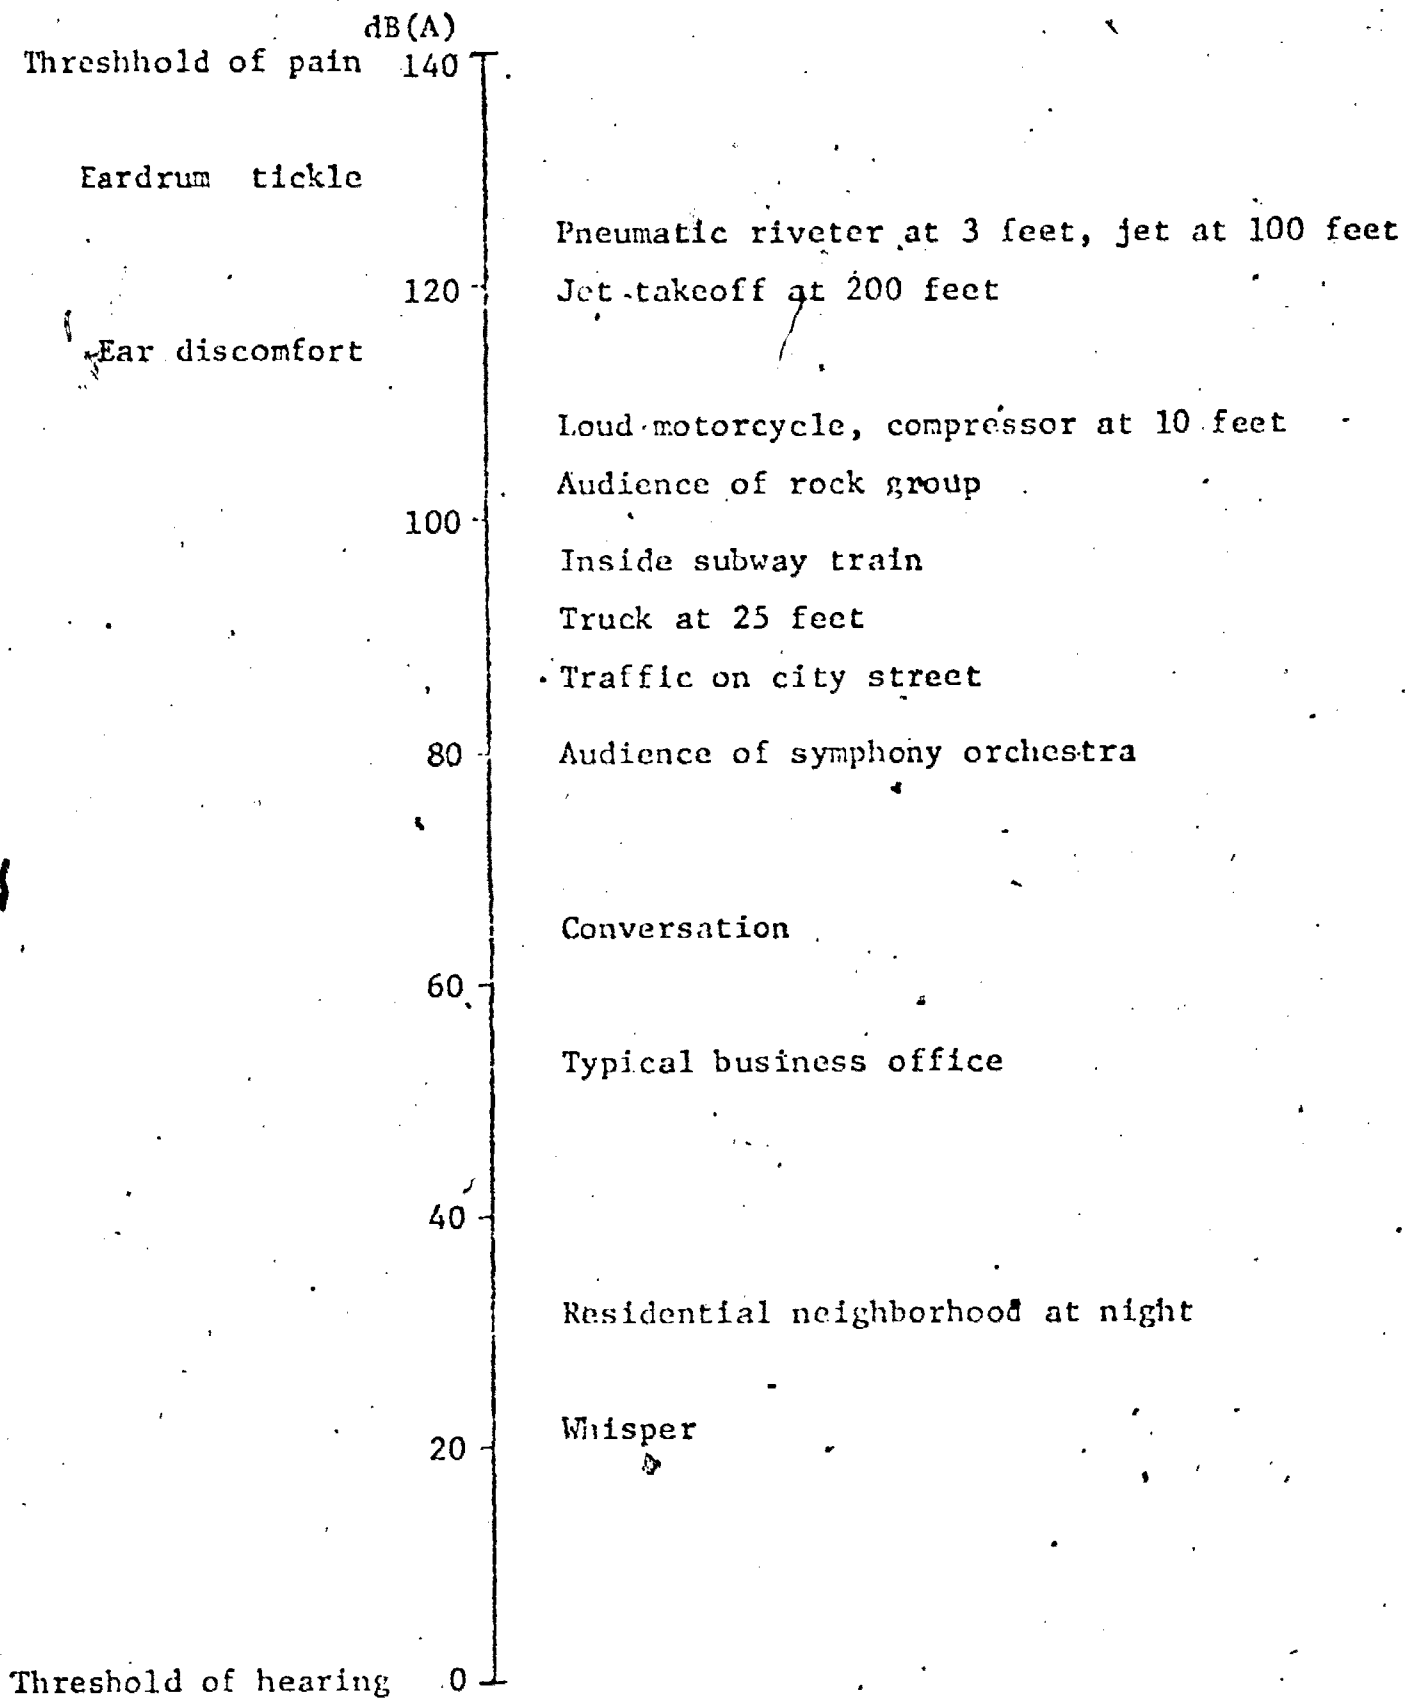 dB(A)
Threshhold of pain 140
Eardrum tickle
Pneumatic riveter at 3 feet, jet at 100 feet
120 Jet takeoff at 200 feet
Ear discomfort
Loud motorcycle, compressor at 10 feet
Audience of rock group
100
Inside subway train
Truck at 25 feet
Traffic on city street
80 Audience of symphony orchestra
Conversation
60
Typical business office
40
Residential neighborhood at night
Whisper
20
Threshold of hearing 0